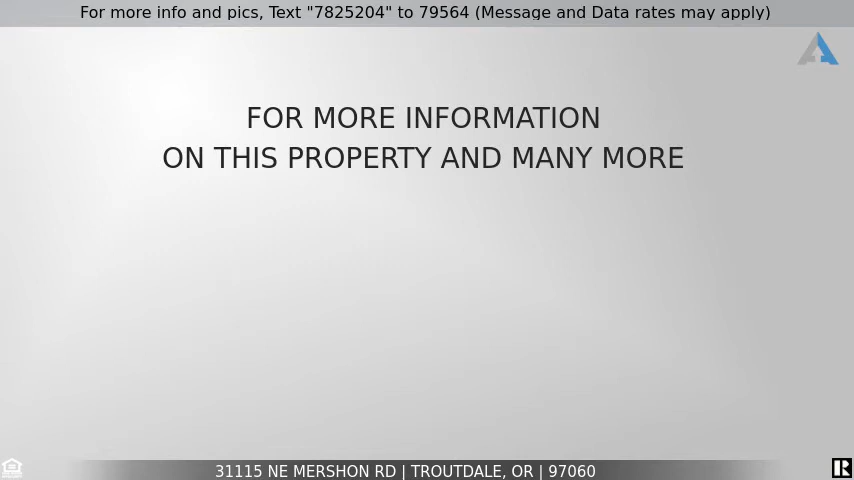 For more info and pics, Text "7825204" to 79564 (Message and Data rates may apply)
FOR MORE INFORMATION
ON THIS PROPERTY AND MANY MORE
31115 NE MERSHON RD | TROUTDALE, OR | 97060